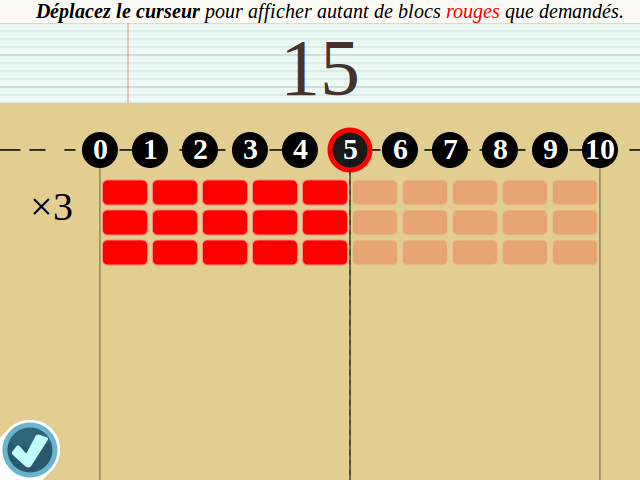 Déplacez le curseur pour afficher autant de blocs rouges que demandés.
15
0 1 2 3 4 5 6 7 8 9 10
×3